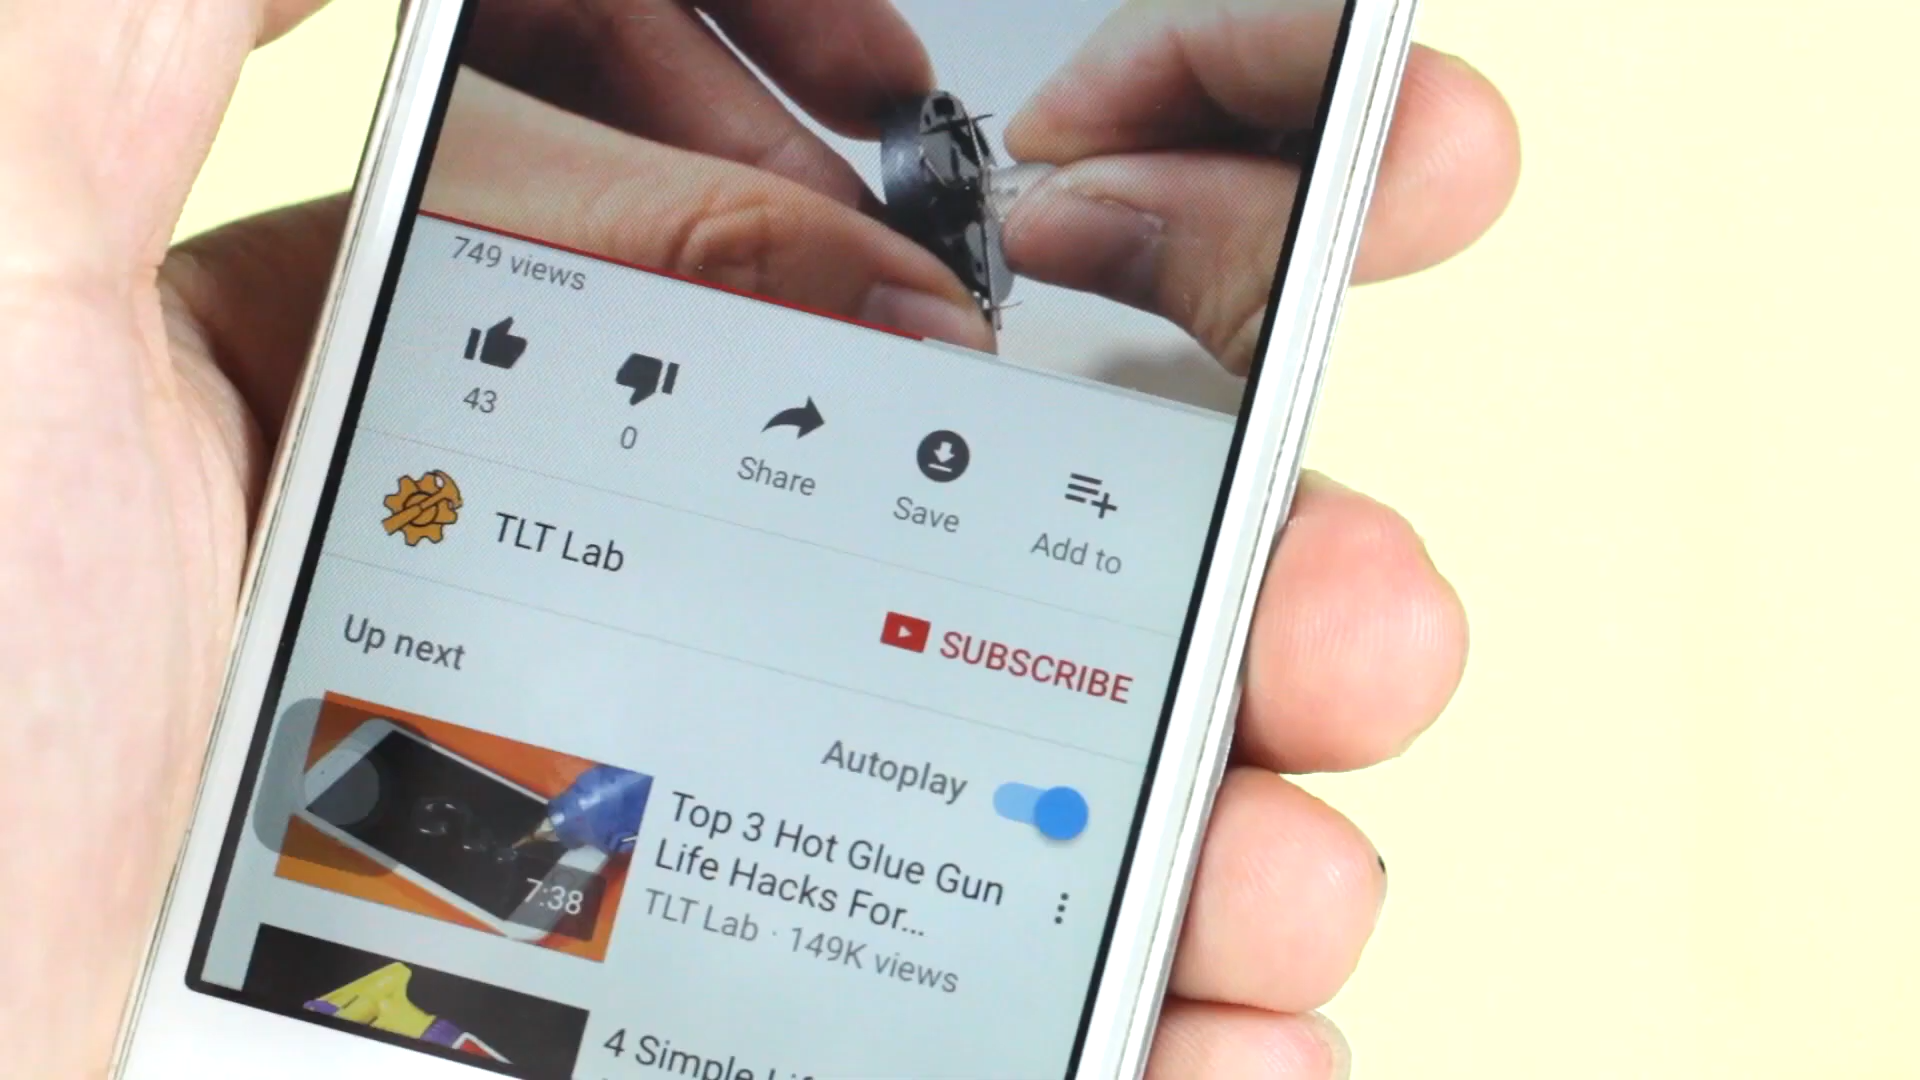 749 views
43
0
Share
Save
Add to
TLT Lab
SUBSCRIBE
Up next
Autoplay
Top 3 Hot Glue Gun
Life Hacks For...
TLT Lab · 149K views
7:38
4 Simple